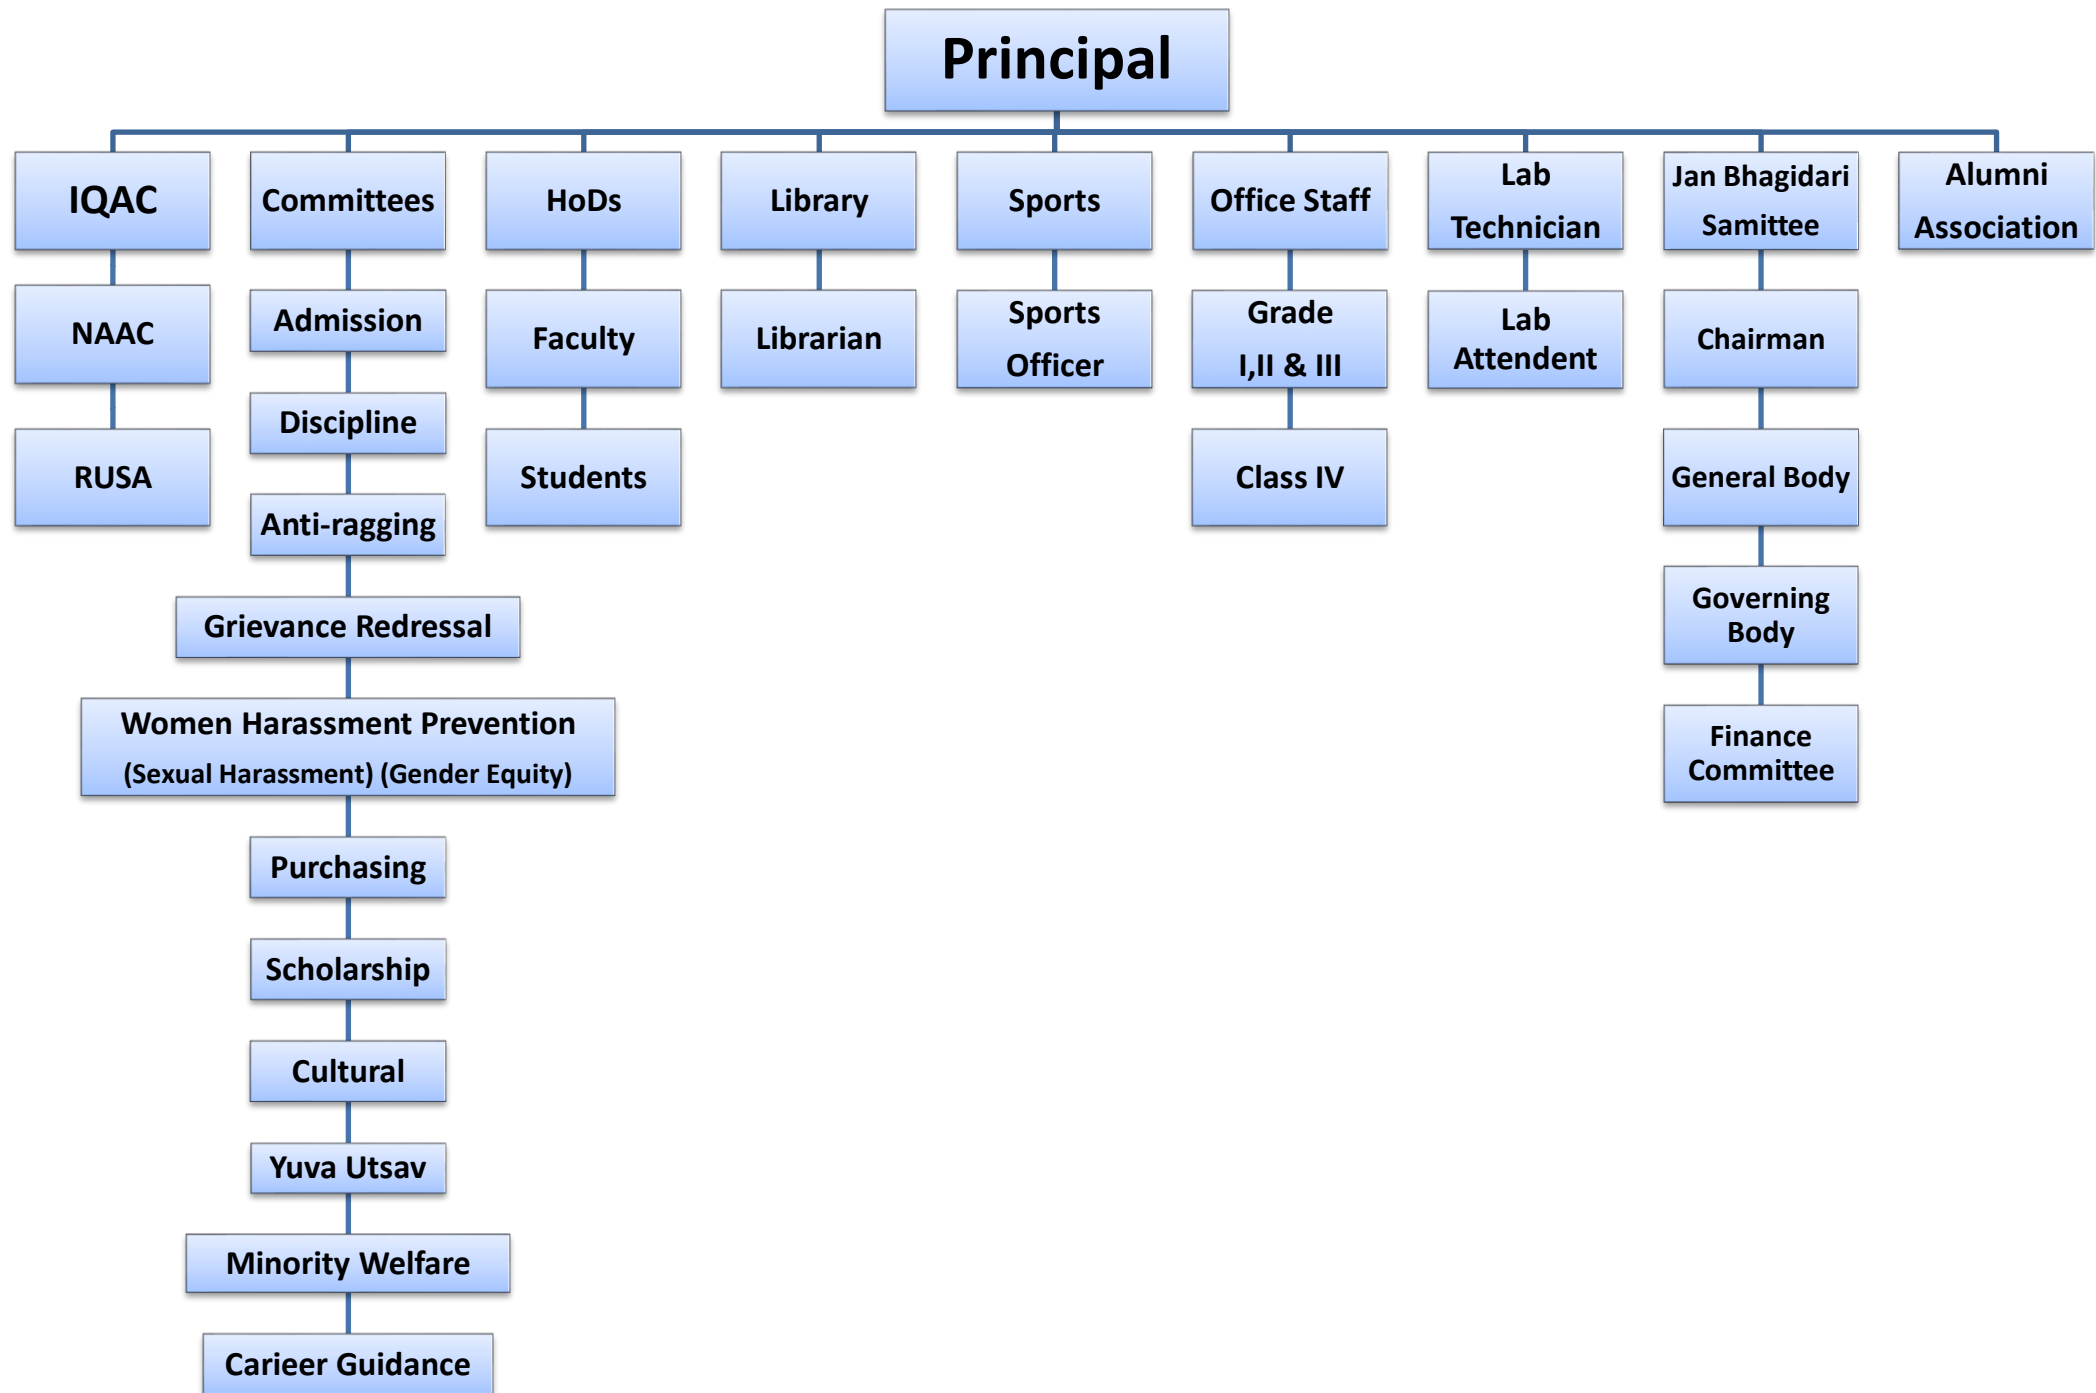 Principal
IQAC
Committees
HoDs
Library
Sports
Office Staff
Lab
Technician
Jan Bhagidari
Samittee
Alumni
Association
NAAC
Admission
Faculty
Librarian
Sports
Officer
Grade
I,II & III
Lab
Attendent
Chairman
Discipline
RUSA
Students
Class IV
General Body
Anti-ragging
Grievance Redressal
Governing
Body
Women Harassment Prevention
(Sexual Harassment) (Gender Equity)
Finance
Committee
Purchasing
Scholarship
Cultural
Yuva Utsav
Minority Welfare
Carieer Guidance